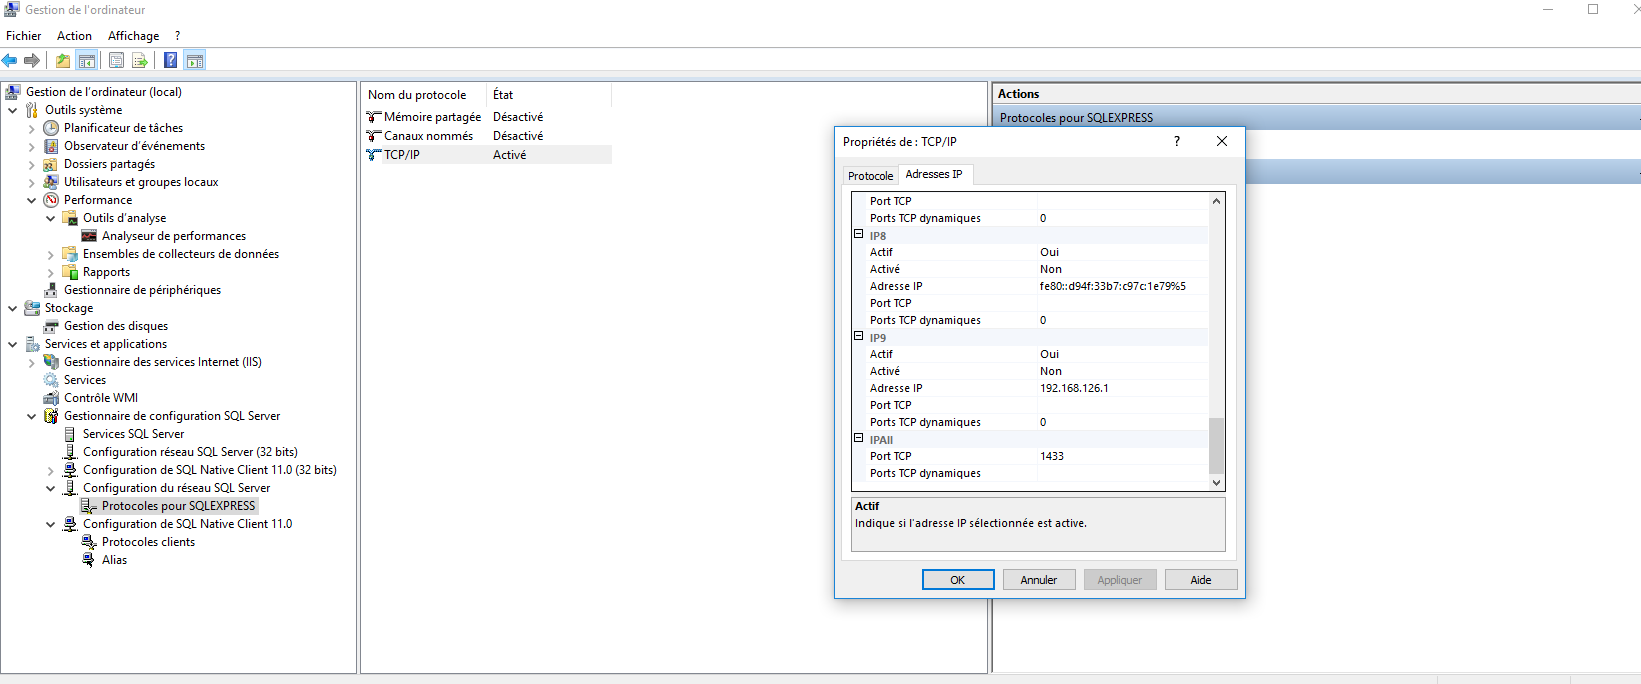 Gestion de l'ordinateur
Fichier Action Affichage ?
Gestion de l'ordinateur (local)
Outils système
Planificateur de tâches
Observateur d'événements
Dossiers partagés
Utilisateurs et groupes locaux
Performance
Outils d'analyse
Analyseur de performances
Ensembles de collecteurs de données
Rapports
Gestionnaire de périphériques
Stockage
Gestion des disques
Services et applications
Gestionnaire des services Internet (IIS)
Services
Contrôle WMI
Gestionnaire de configuration SQL Server
Services SQL Server
Configuration réseau SQL Server (32 bits)
Configuration de SQL Native Client 11.0 (32 bits)
Configuration du réseau SQL Server
Protocoles pour SQLEXPRESS
Configuration de SQL Native Client 11.0
Protocoles clients
Alias
Nom du protocole État
Mémoire partagée Désactivé
Canaux nommés Désactivé
TCP/IP Activé
Actions
Protocoles pour SQLEXPRESS
Propriétés de : TCP/IP ?
Protocole Adresses IP
Port TCP
Ports TCP dynamiques 0
IP8
Actif Oui
Activé Non
Adresse IP fe80::d94f:33b7:c97c:1e79%5
Port TCP
Ports TCP dynamiques 0
IP9
Actif Oui
Activé Non
Adresse IP 192.168.126.1
Port TCP
Ports TCP dynamiques 0
IPAll
Port TCP 1433
Ports TCP dynamiques
Actif
Indique si l'adresse IP sélectionnée est active.
OK Annuler Appliquer Aide